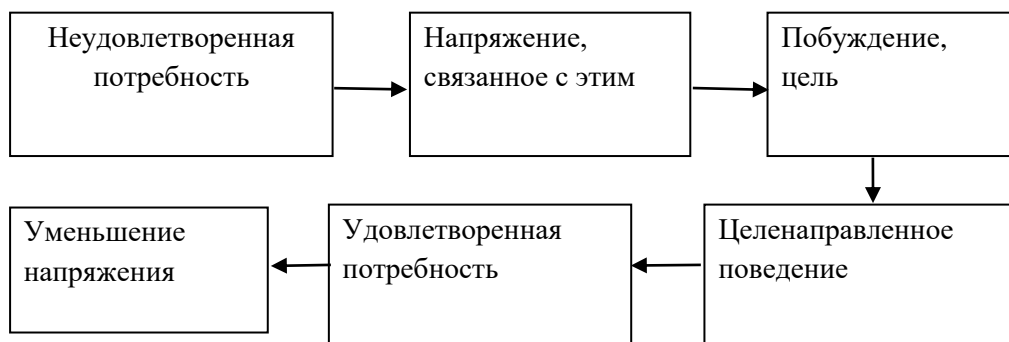 Неудовлетворенная
потребность
Напряжение,
связанное с этим
Побуждение,
цель
Целенаправленное
поведение
Удовлетворенная
потребность
Уменьшение
напряжения